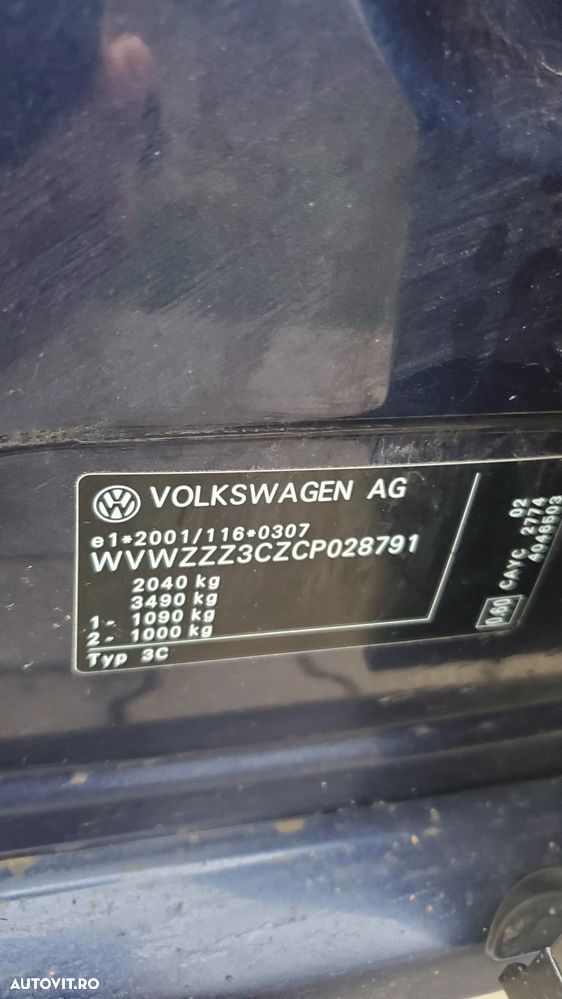 VOLKSWAGEN AG
e1*2001/116*0307
WVWZZZ3CZCP028791
2040 kg
3490 kg
1- 1090 kg
2- 1000 kg
Typ 3C
02
CAYC 2774
0.60
AUTOVIT.RO